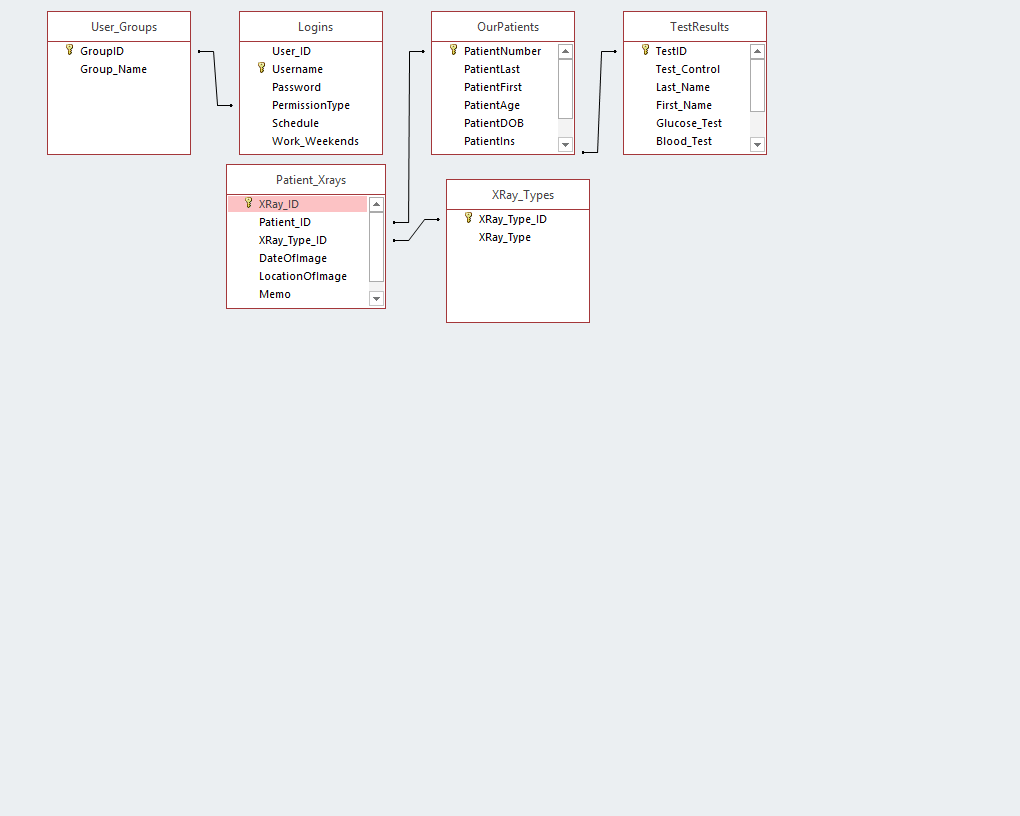 User_Groups
GroupID
Group_Name
Logins
User_ID
Username
Password
PermissionType
Schedule
Work_Weekends
OurPatients
PatientNumber
PatientLast
PatientFirst
PatientAge
PatientDOB
PatientIns
TestResults
TestID
Test_Control
Last_Name
First_Name
Glucose_Test
Blood_Test
Patient_Xrays
XRay_ID
Patient_ID
XRay_Type_ID
DateOfImage
LocationOfImage
Memo
XRay_Types
XRay_Type_ID
XRay_Type